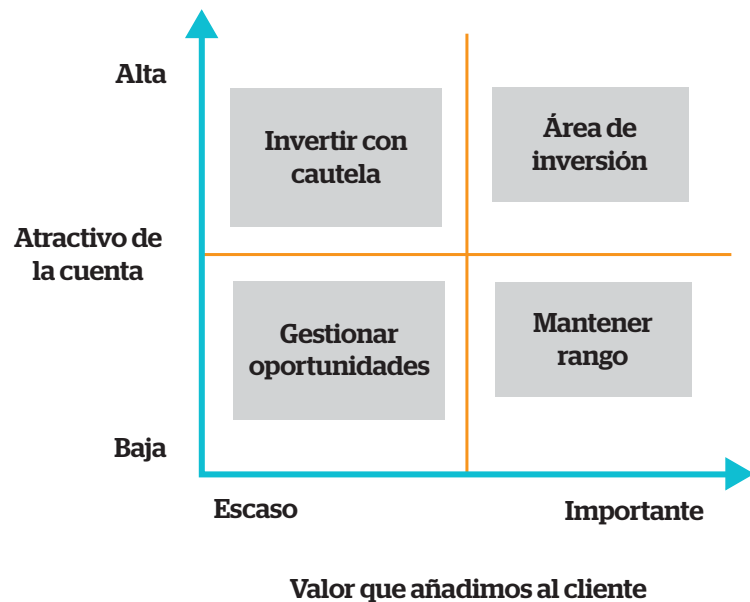 Alta
Invertir con
cautela
Área de
inversión
Atractivo de
la cuenta
Gestionar
oportunidades
Mantener
rango
Baja
Escaso
Importante
Valor que añadimos al cliente